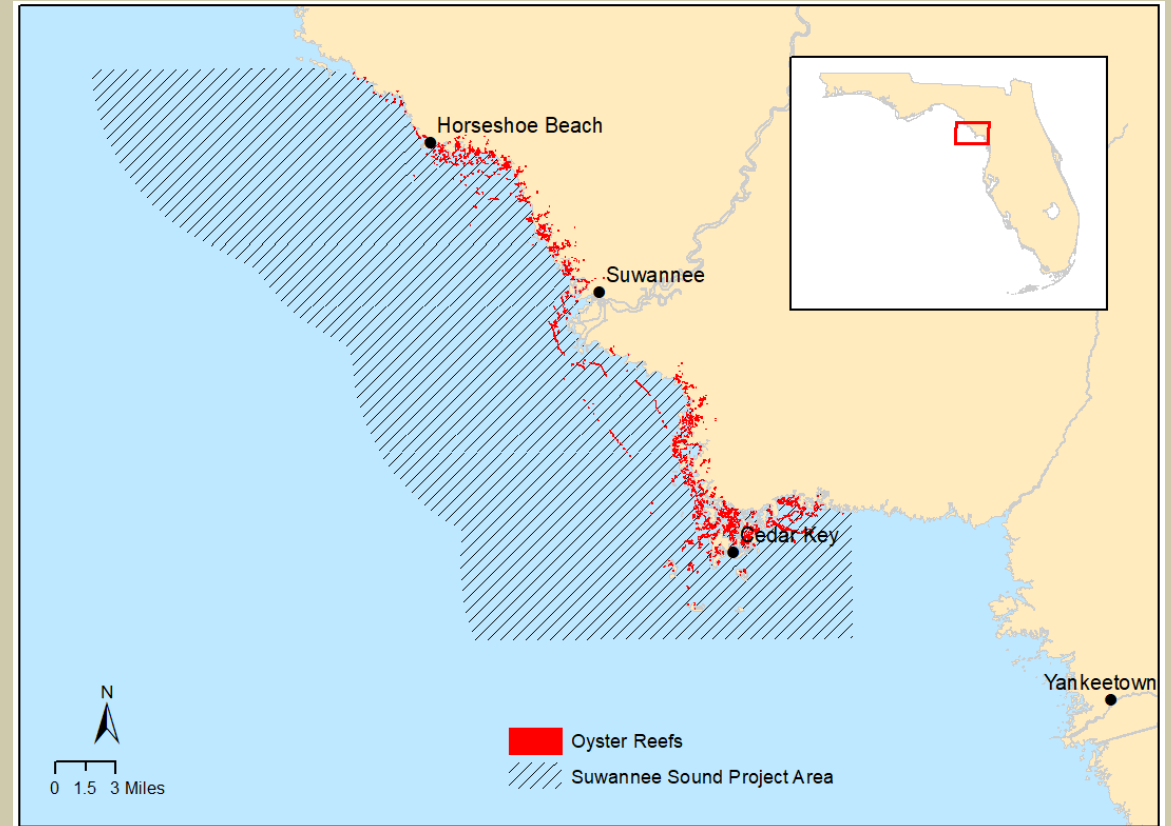 Horseshoe Beach
Suwannee
Cedar Key
Yankeetown
N
0 1.5 3 Miles
Oyster Reefs
Suwannee Sound Project Area